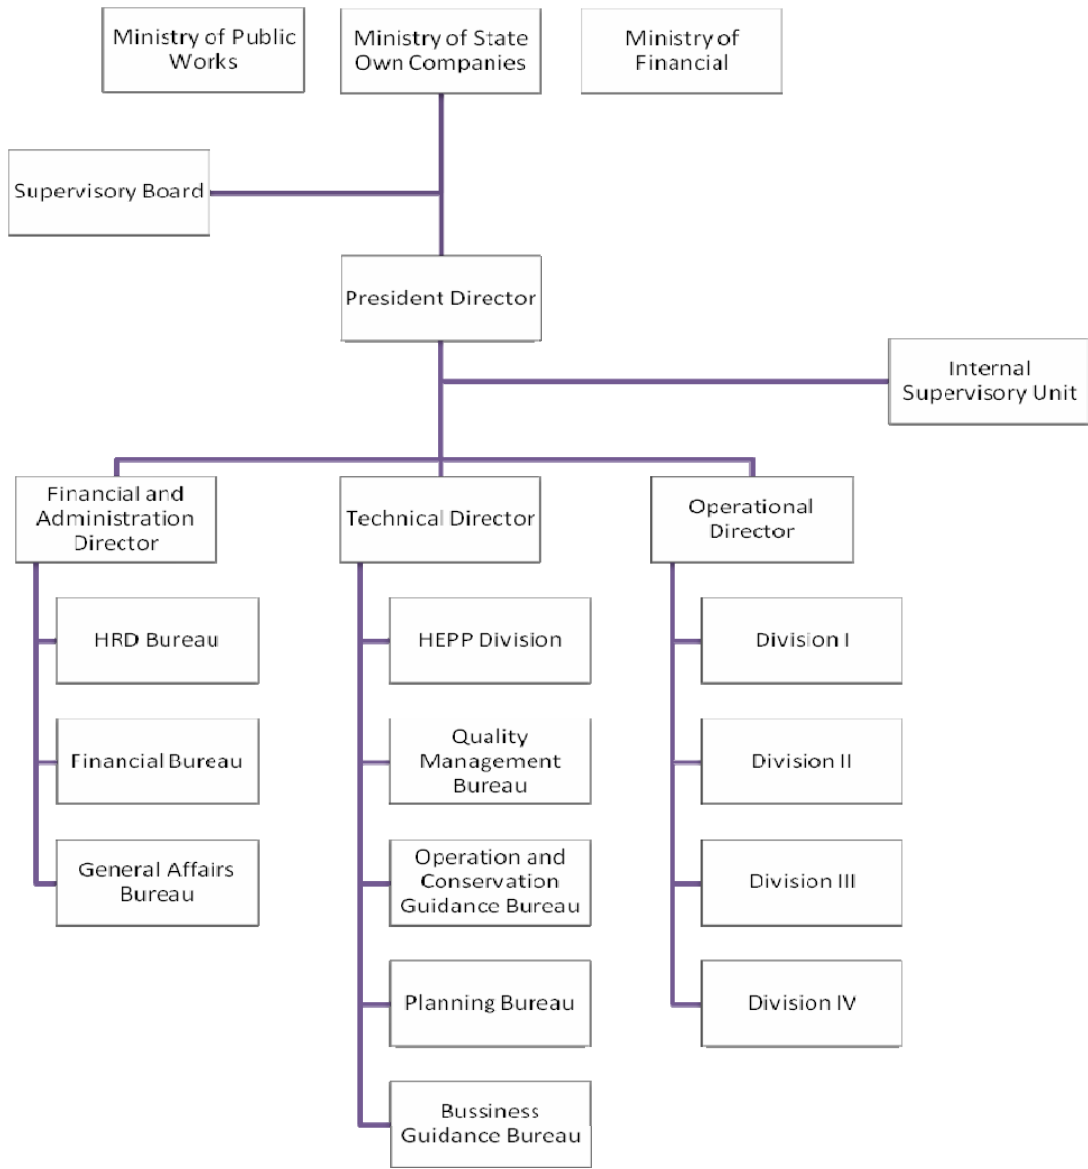 Ministry of Public
Works
Ministry of State
Own Companies
Ministry of
Financial
Supervisory Board
President Director
Internal
Supervisory Unit
Financial and
Administration
Director
Technical Director
Operational
Director
HRD Bureau
HEPP Division
Division I
Financial Bureau
Quality
Management
Bureau
Division II
General Affairs
Bureau
Operation and
Conservation
Guidance Bureau
Division III
Planning Bureau
Division IV
Bussiness
Guidance Bureau